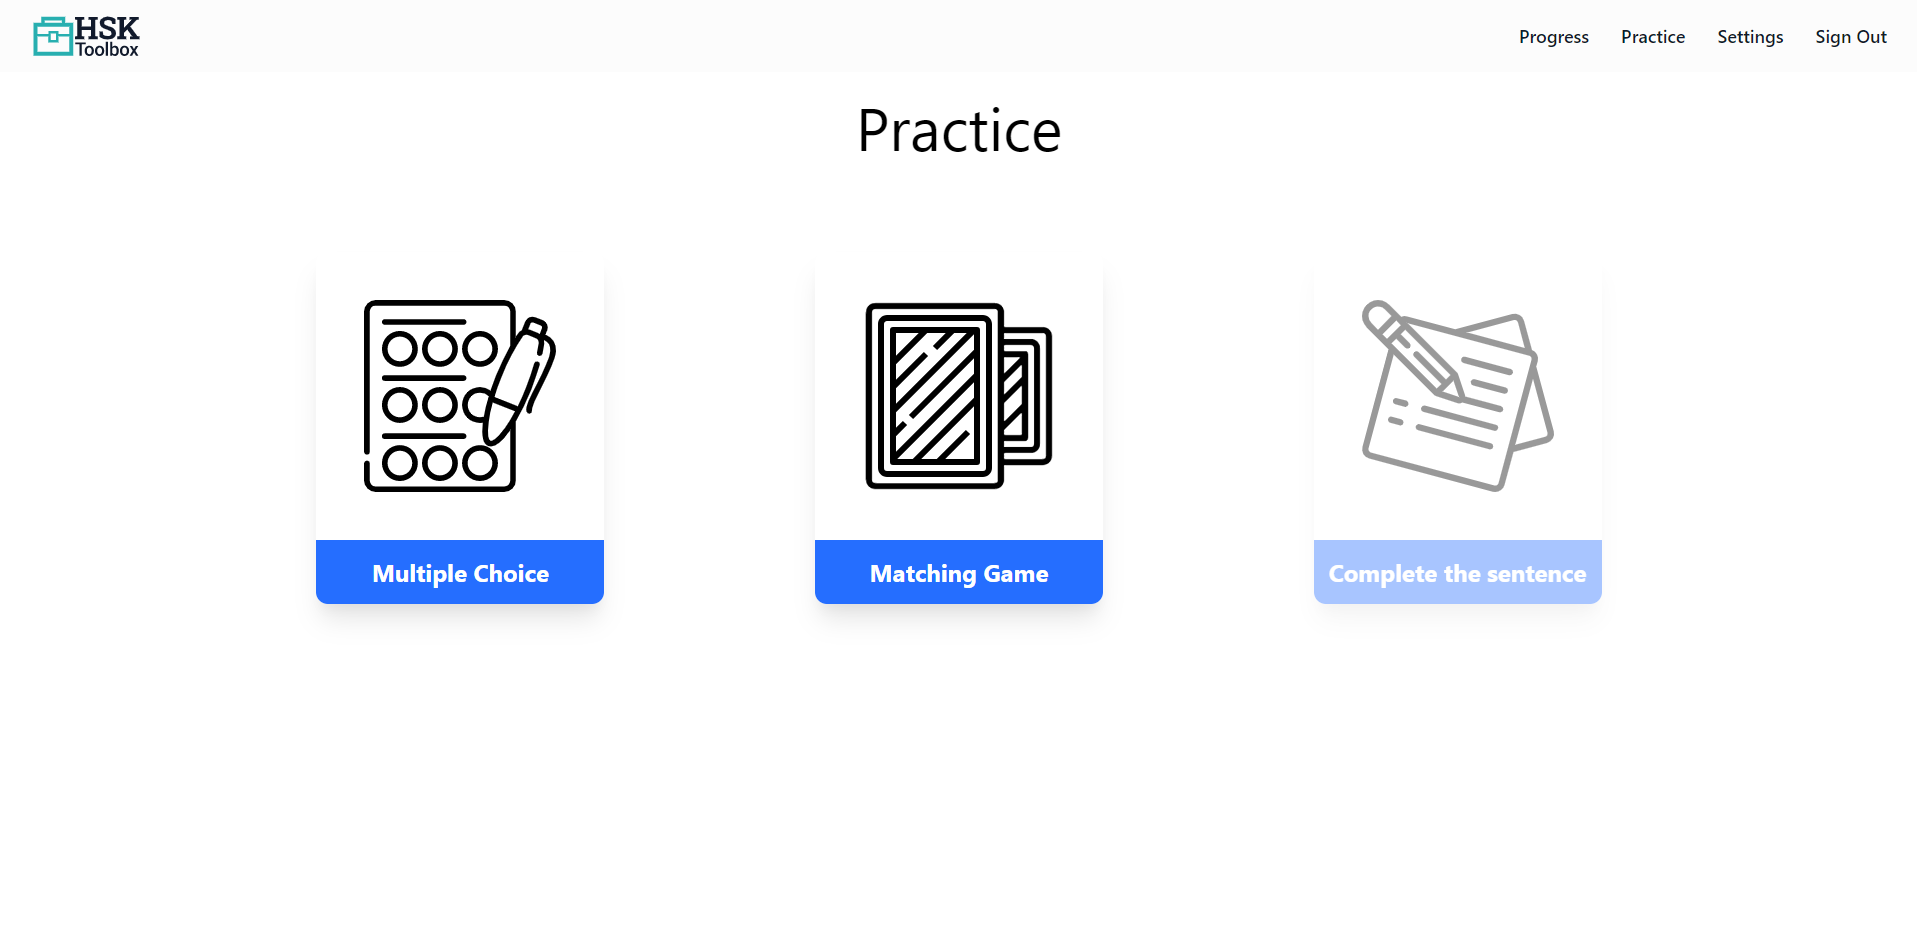 HSK
Toolbox
Progress
Practice
Settings
Sign Out
Practice
Multiple Choice
Matching Game
Complete the sentence